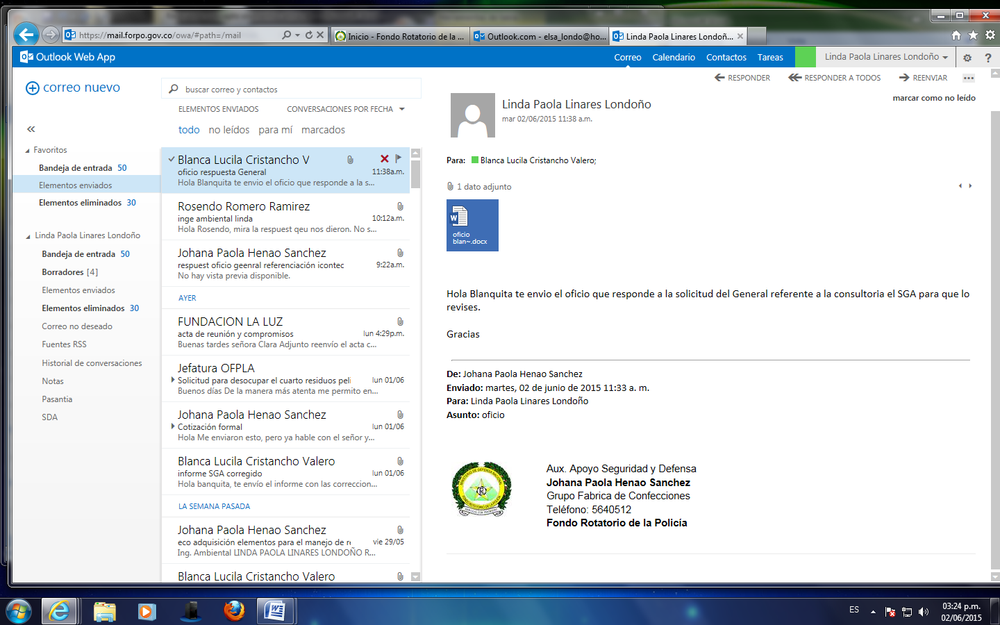 https://mail.forpo.gov.co/owa/#path=/mail
Inicio - Fondo Rotatorio de la ...
Outlook.com - elsa_londo@ho...
Linda Paola Linares Londoñ...
Outlook Web App
Correo Calendario Contactos Tareas
Linda Paola Linares Londoño
?
correo nuevo
Favoritos
Bandeja de entrada 50
Elementos enviados
Elementos eliminados 30
Linda Paola Linares Londoño
Bandeja de entrada 50
Borradores [4]
Elementos enviados
Elementos eliminados 30
Correo no deseado
Fuentes RSS
Historial de conversaciones
Notas
Pasantia
SDA
buscar correo y contactos
ELEMENTOS ENVIADOS CONVERSACIONES POR FECHA
todo no leídos para mí marcados
Blanca Lucila Cristancho V
oficio respuesta General 11:38a.m.
Hola Blanquita te envio el oficio que responde a la s...
Rosendo Romero Ramirez
inge ambiental linda 10:12a.m.
Hola Rosendo, mira la respuest qeu nos dieron. No s...
Johana Paola Henao Sanchez
respuest oficio geenral referenciación icontec 9:22a.m.
No hay vista previa disponible.
AYER
FUNDACION LA LUZ
acta de reunión y compromisos lun 4:29p.m.
Buenas tardes señora Clara Adjunto reenvío el acta c...
Jefatura OFPLA
Solicitud para desocupar el cuarto residuos peli lun 01/06
Buenos días De la manera más atenta me permito en...
Johana Paola Henao Sanchez
Cotización formal lun 01/06
Hola Me enviaron esto, pero ya hable con el señor y...
Blanca Lucila Cristancho Valero
informe SGA corregido lun 01/06
Hola banquita, te envío el informe con las correccion...
LA SEMANA PASADA
Johana Paola Henao Sanchez
eco adquisición elementos para el manejo de re vie 29/05
Ing. Ambiental LINDA PAOLA LINARES LONDOÑO R...
Blanca Lucila Cristancho Valero
RESPONDER RESPONDER A TODOS REENVIAR
marcar como no leído
Linda Paola Linares Londoño
mar 02/06/2015 11:38 a.m.
Para: Blanca Lucila Cristancho Valero;
1 dato adjunto
oficio
blan~.docx
Hola Blanquita te envio el oficio que responde a la solicitud del General referente a la consultoria el SGA para que lo
revises.
Gracias
De: Johana Paola Henao Sanchez
Enviado: martes, 02 de junio de 2015 11:33 a. m.
Para: Linda Paola Linares Londoño
Asunto: oficio
Aux. Apoyo Seguridad y Defensa
Johana Paola Henao Sanchez
Grupo Fabrica de Confecciones
Teléfono: 5640512
Fondo Rotatorio de la Policía
ES
03:24 p.m.
02/06/2015